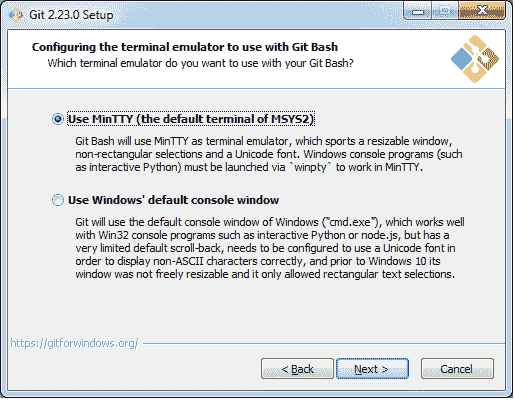 Git 2.23.0 Setup
Configuring the terminal emulator to use with Git Bash
Which terminal emulator do you want to use with your Git Bash?
Use MinTTY (the default terminal of MSYS2)
Git Bash will use MinTTY as terminal emulator, which sports a resizable window,
non-rectangular selections and a Unicode font. Windows console programs (such
as interactive Python) must be launched via `winpty` to work in MinTTY.
Use Windows' default console window
Git will use the default console window of Windows ("cmd.exe"), which works well
with Win32 console programs such as interactive Python or node.js, but has a
very limited default scroll-back, needs to be configured to use a Unicode font in
order to display non-ASCII characters correctly, and prior to Windows 10 its
window was not freely resizable and it only allowed rectangular text selections.
https://gitforwindows.org/
< Back
Next >
Cancel